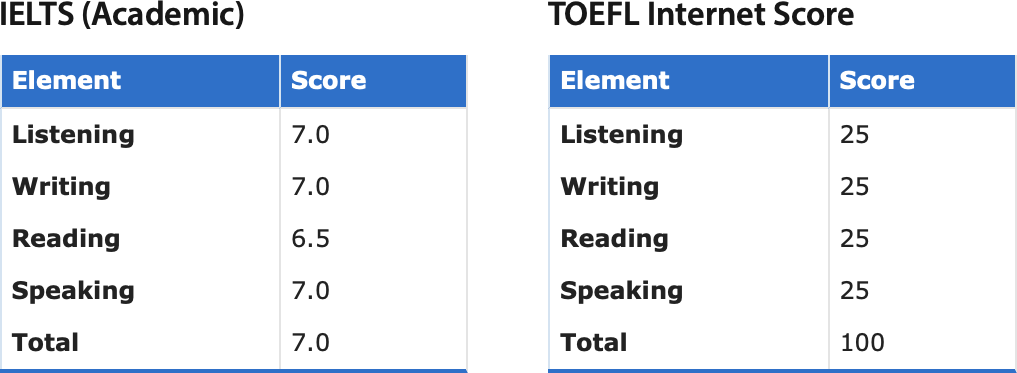 IELTS (Academic)
Element Score
Listening 7.0
Writing 7.0
Reading 6.5
Speaking 7.0
Total 7.0
TOEFL Internet Score
Element Score
Listening 25
Writing 25
Reading 25
Speaking 25
Total 100